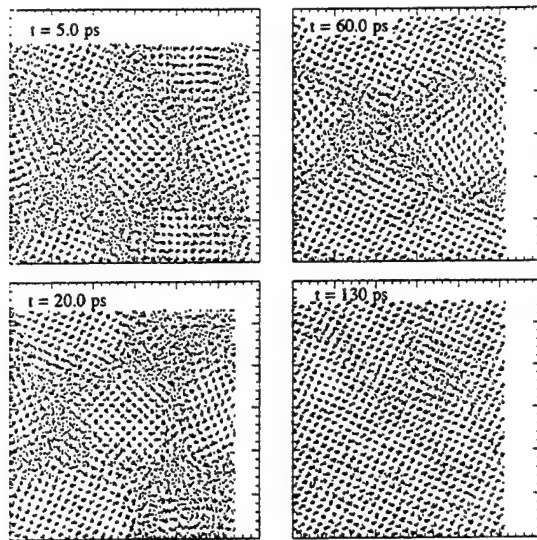 t = 5.0 ps
t = 60.0 ps
t = 20.0 ps
t = 130 ps